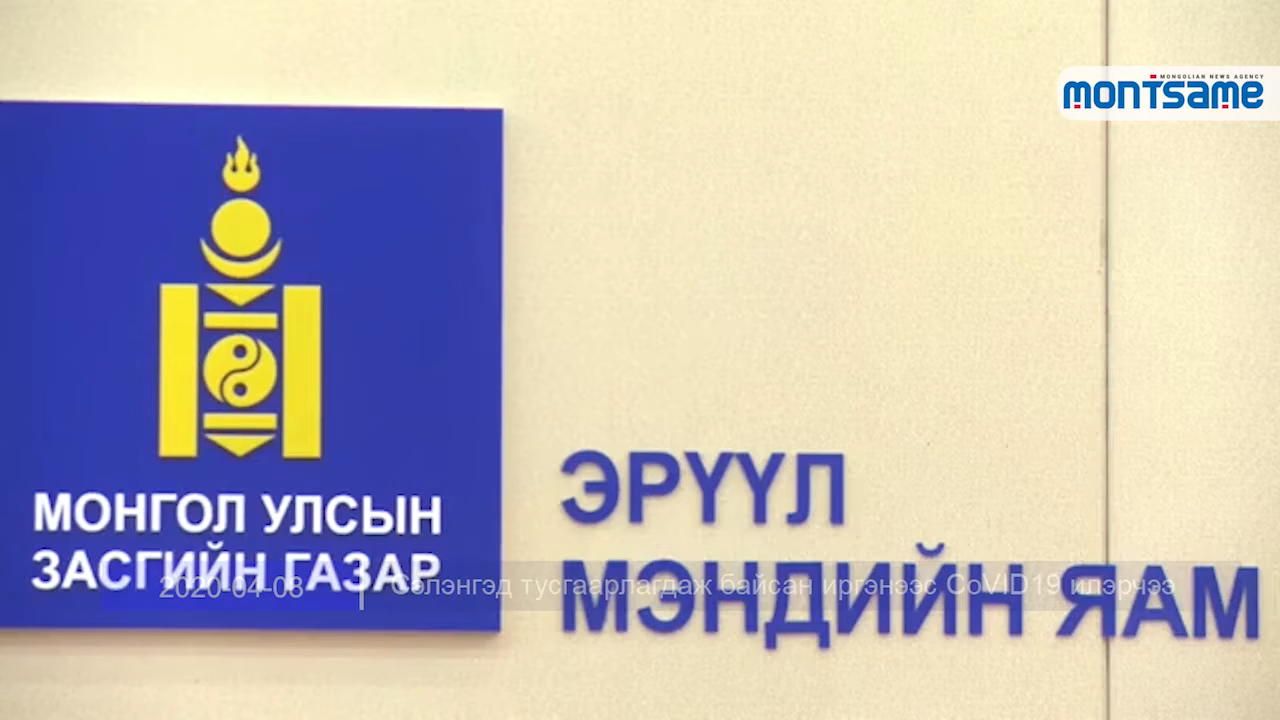 MONGOLIAN NEWS AGENCY
MONTSAME
МОНГОЛ УЛСЫН
ЗАСГИЙН ГАЗАР
ЭРҮҮЛ
МЭНДИЙН ЯАМ
2020-04-03 | Сэлэнгэд тусгаарлагдаж байсан иргэнээс CoVID19 илэрчээ